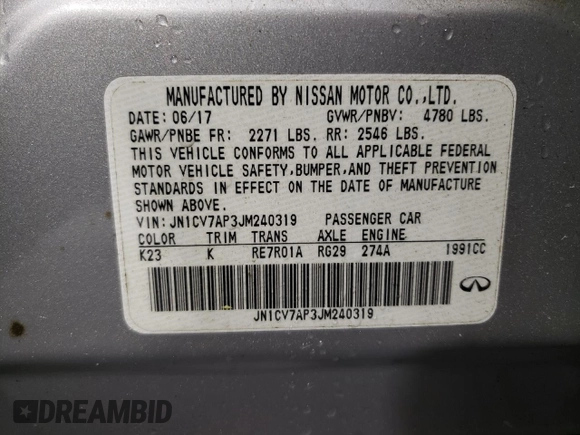 MANUFACTURED BY NISSAN MOTOR CO.,LTD.
DATE: 06/17 GVWR/PNBV: 4780 LBS.
GAWR/PNBE FR: 2271 LBS. RR: 2546 LBS.
THIS VEHICLE CONFORMS TO ALL APPLICABLE FEDERAL
MOTOR VEHICLE SAFETY,BUMPER,AND THEFT PREVENTION
STANDARDS IN EFFECT ON THE DATE OF MANUFACTURE
SHOWN ABOVE.
VIN: JN1CV7AP3JM240319 PASSENGER CAR
COLOR TRIM TRANS AXLE ENGINE
K23 K RE7R01A RG29 274A 1991CC
JN1CV7AP3JM240319
DREAMBID